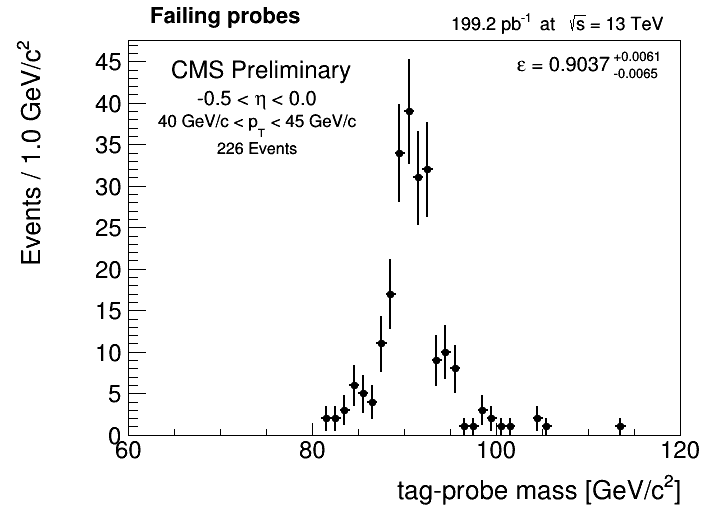 Failing probes
199.2 pb⁻¹ at √s = 13 TeV
CMS Preliminary
-0.5 < η < 0.0
40 GeV/c < p_T < 45 GeV/c
226 Events
ε = 0.9037 +0.0061 -0.0065
Events / 1.0 GeV/c²
45
40
35
30
25
20
15
10
5
0
60 80 100 120
tag-probe mass [GeV/c²]